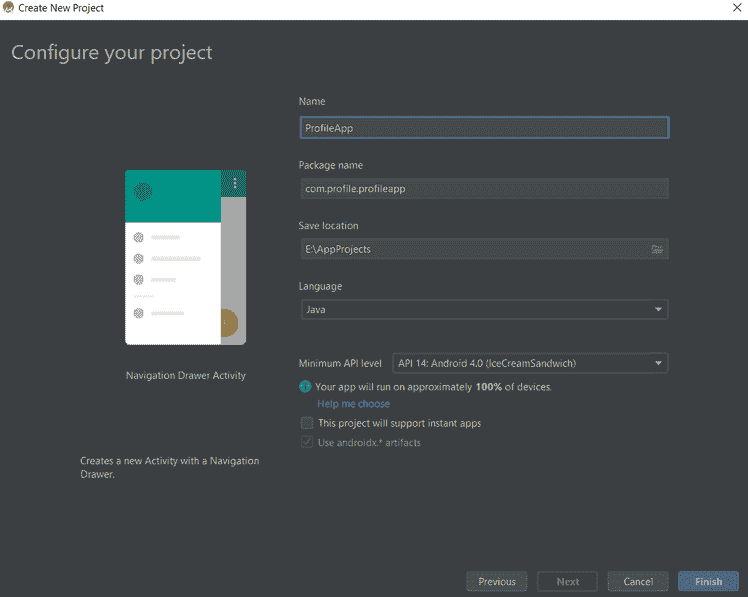 Create New Project
Configure your project
Name
ProfileApp
Package name
com.profile.profileapp
Save location
E:\AppProjects
Language
Java
Navigation Drawer Activity
Minimum API level API 14: Android 4.0 (IceCreamSandwich)
Your app will run on approximately 100% of devices.
Help me choose
This project will support instant apps
Use androidx.* artifacts
Creates a new Activity with a Navigation
Drawer.
Previous Next Cancel Finish